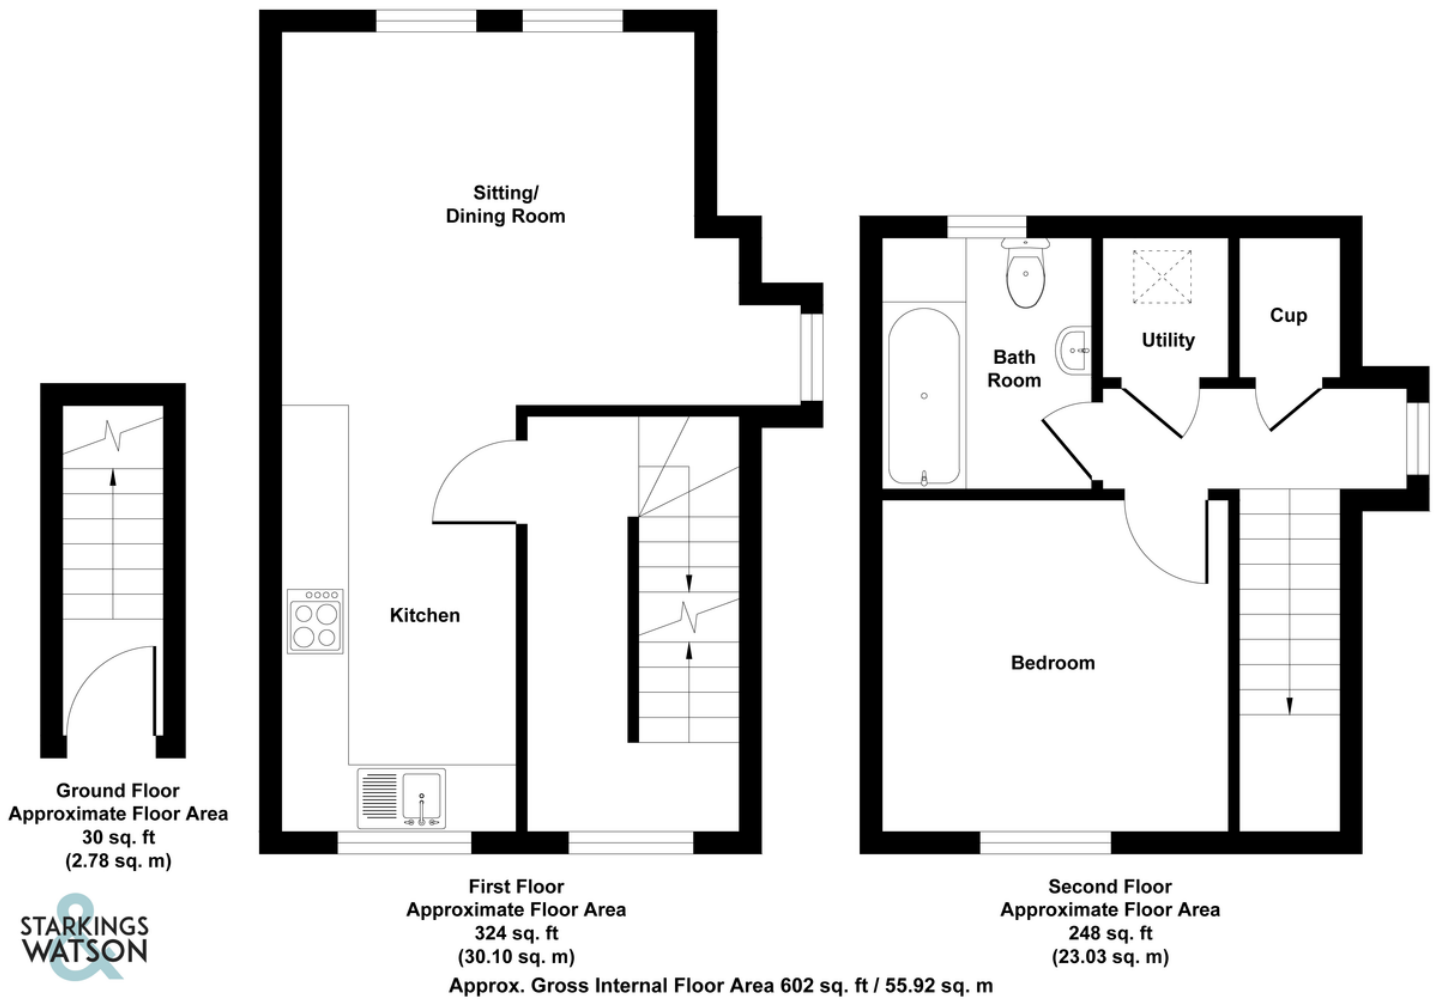 Sitting/
Dining Room
Kitchen
Bath
Room
Utility
Cup
Bedroom
Ground Floor
Approximate Floor Area
30 sq. ft
(2.78 sq. m)
First Floor
Approximate Floor Area
324 sq. ft
(30.10 sq. m)
Second Floor
Approximate Floor Area
248 sq. ft
(23.03 sq. m)
STARKINGS
&
WATSON
Approx. Gross Internal Floor Area 602 sq. ft / 55.92 sq. m